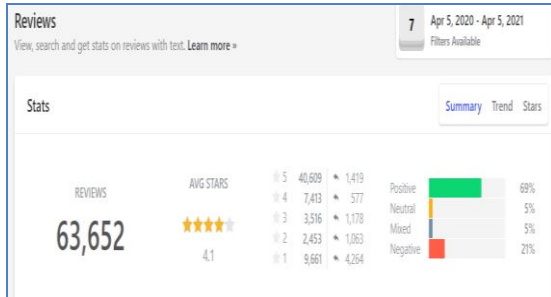 Reviews
View, search and get stats on reviews with text. Learn more »
7
Apr 5, 2020 - Apr 5, 2021
Filters Available
Stats
Summary Trend Stars
REVIEWS
63,652
AVG STARS
4.1
5 40,609 1,419
4 7,413 577
3 3,516 1,178
2 2,453 1,063
1 9,661 4,264
Positive 69%
Neutral 5%
Mixed 5%
Negative 21%